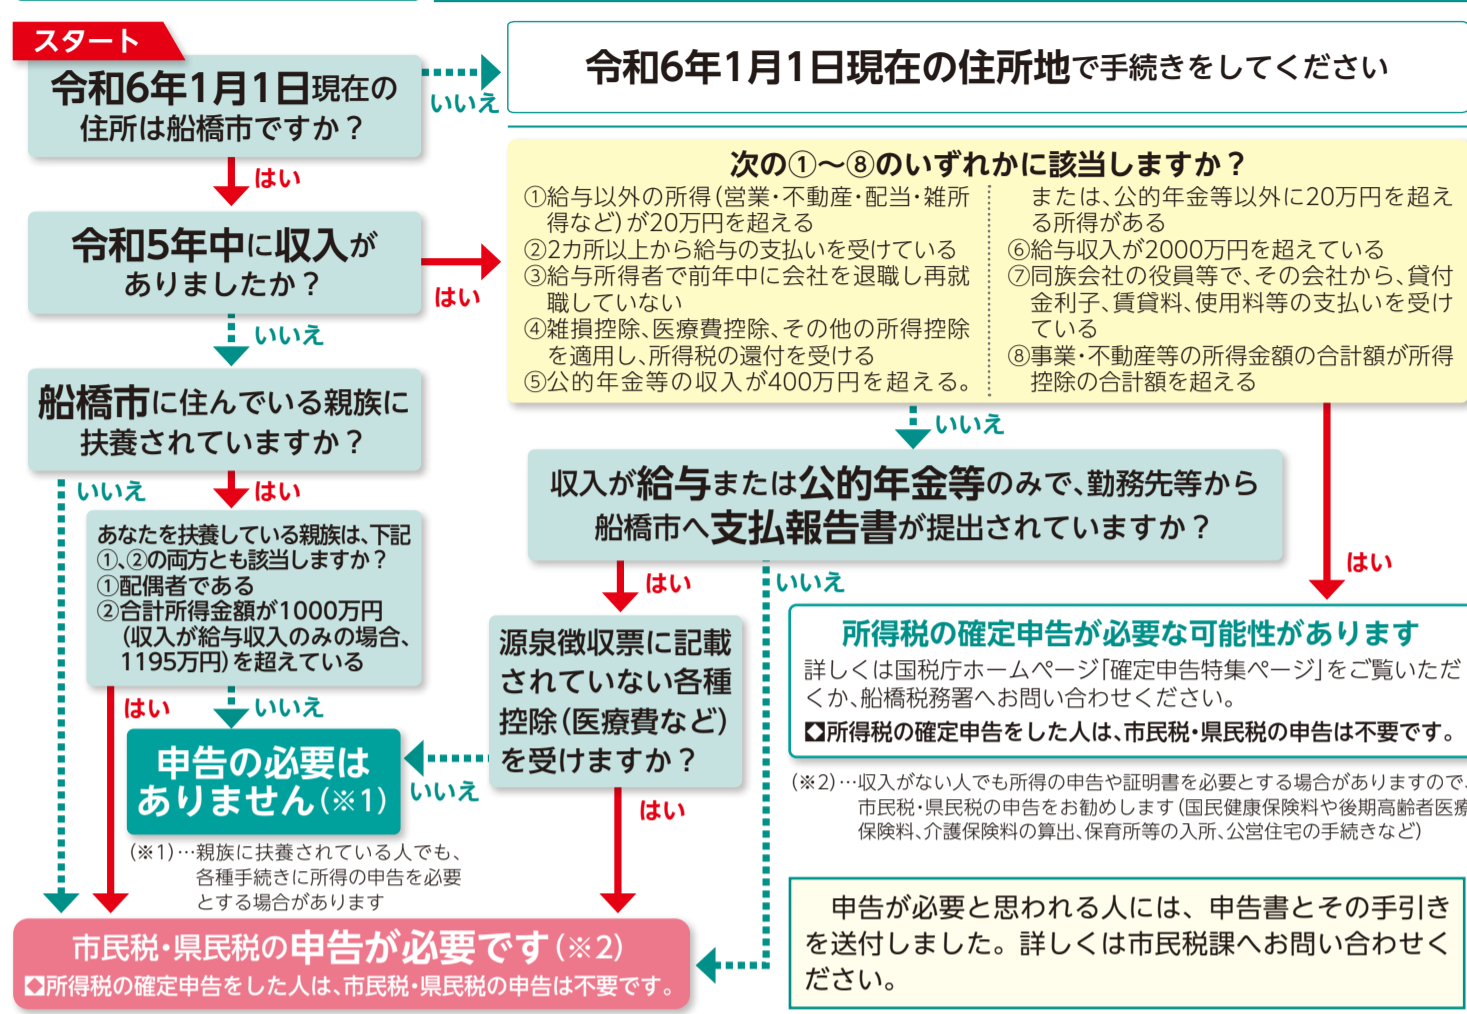 スタート
令和6年1月1日現在の
住所は船橋市ですか？
いいえ
令和6年1月1日現在の住所地で手続きをしてください
はい
令和5年中に収入が
ありましたか？
はい
いいえ
次の①～⑧のいずれかに該当しますか？
①給与以外の所得（営業・不動産・配当・雑所
得など）が20万円を超える
②2カ所以上から給与の支払いを受けている
③給与所得者で前年中に会社を退職し再就
職していない
④雑損控除、医療費控除、その他の所得控除
を適用し、所得税の還付を受ける
⑤公的年金等の収入が400万円を超える。
または、公的年金等以外に20万円を超え
る所得がある
⑥給与収入が2000万円を超えている
⑦同族会社の役員等で、その会社から、貸付
金利子、賃貸料、使用料等の支払いを受け
ている
⑧事業・不動産等の所得金額の合計額が所得
控除の合計額を超える
船橋市に住んでいる親族に
扶養されていますか？
いいえ
はい
いいえ
収入が給与または公的年金等のみで、勤務先等から
船橋市へ支払報告書が提出されていますか？
はい
あなたを扶養している親族は、下記
①、②の両方とも該当しますか？
①配偶者である
②合計所得金額が1000万円
（収入が給与収入のみの場合、
1195万円）を超えている
はい
いいえ
はい
いいえ
源泉徴収票に記載
されていない各種
控除（医療費など）
を受けますか？
いいえ
はい
申告の必要は
ありません（※1）
（※1）…親族に扶養されている人でも、
各種手続きに所得の申告を必要
とする場合があります
所得税の確定申告が必要な可能性があります
詳しくは国税庁ホームページ「確定申告特集ページ」をご覧いただ
くか、船橋税務署へお問い合わせください。
◆所得税の確定申告をした人は、市民税・県民税の申告は不要です。
（※2）…収入がない人でも所得の申告や証明書を必要とする場合がありますので、
市民税・県民税の申告をお勧めします（国民健康保険料や後期高齢者医療
保険料、介護保険料の算出、保育所等の入所、公営住宅の手続きなど）
市民税・県民税の申告が必要です（※2）
◆所得税の確定申告をした人は、市民税・県民税の申告は不要です。
申告が必要と思われる人には、申告書とその手引き
を送付しました。詳しくは市民税課へお問い合わせく
ださい。